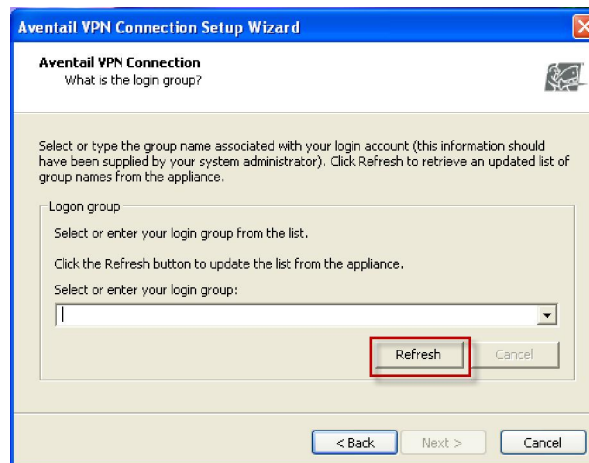 Aventail VPN Connection Setup Wizard
Aventail VPN Connection
What is the login group?
Select or type the group name associated with your login account (this information should
have been supplied by your system administrator). Click Refresh to retrieve an updated list of
group names from the appliance.
Logon group
Select or enter your login group from the list.
Click the Refresh button to update the list from the appliance.
Select or enter your login group:
Refresh Cancel
< Back Next > Cancel